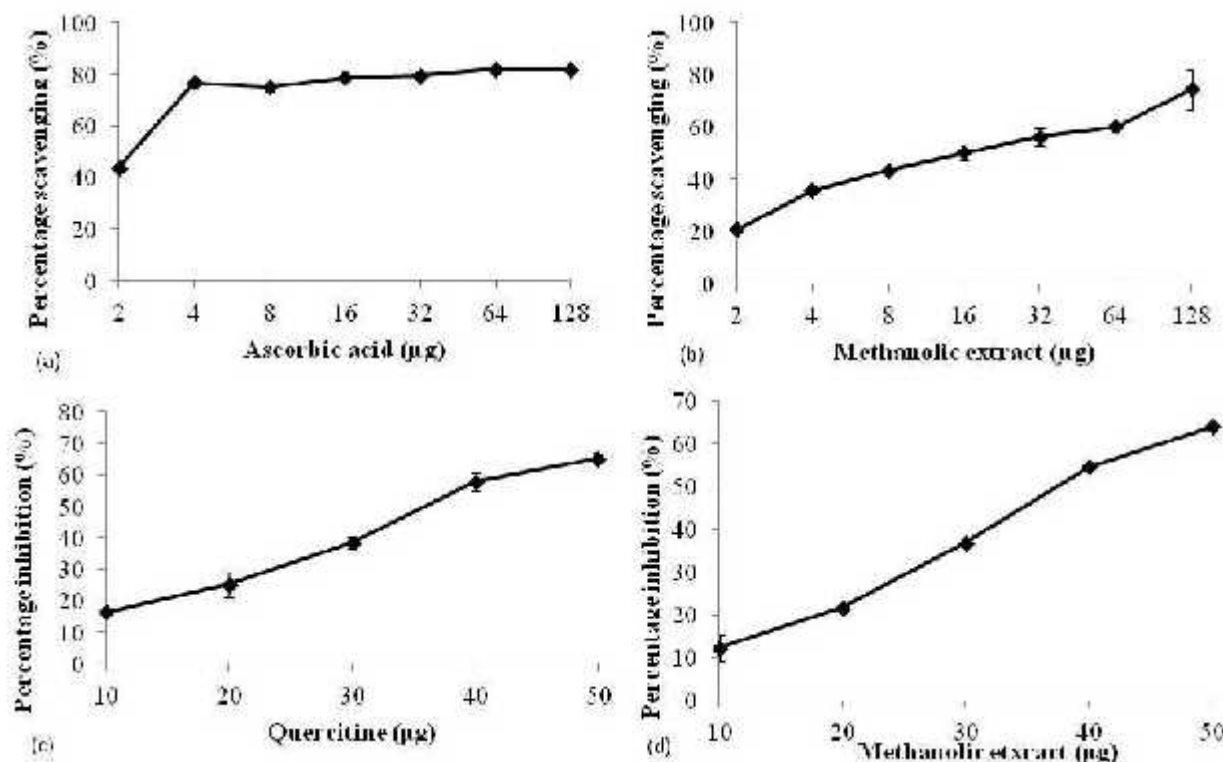 Percentage scavenging (%)
100
80
60
40
20
0
2 4 8 16 32 64 128
Ascorbic acid (µg)
(a)
Percentage scavenging (%)
100
80
60
40
20
0
2 4 8 16 32 64 128
Methanolic extract (µg)
(b)
Percentage inhibition (%)
80
70
60
50
40
30
20
10
0
10 20 30 40 50
Quercitine (µg)
(c)
Percentage inhibition (%)
70
60
50
40
30
20
10
0
10 20 30 40 50
Methanolic etxract (µg)
(d)